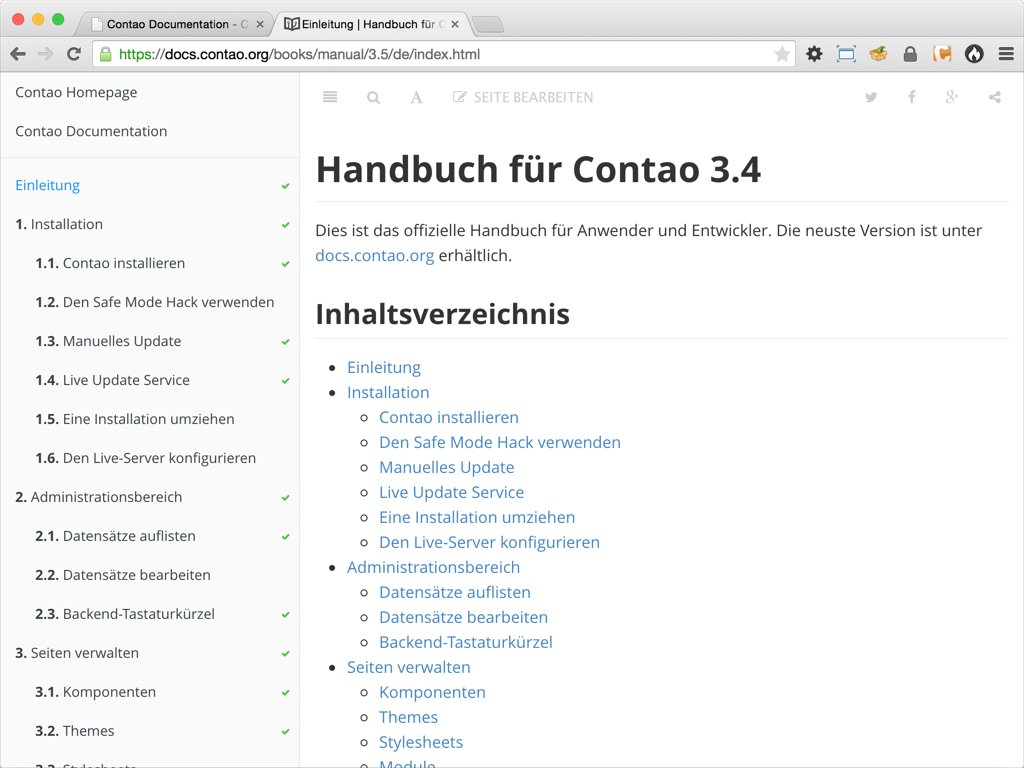 Contao Documentation - C
Einleitung | Handbuch für C
https://docs.contao.org/books/manual/3.5/de/index.html
Contao Homepage
Contao Documentation
Einleitung
1. Installation
1.1. Contao installieren
1.2. Den Safe Mode Hack verwenden
1.3. Manuelles Update
1.4. Live Update Service
1.5. Eine Installation umziehen
1.6. Den Live-Server konfigurieren
2. Administrationsbereich
2.1. Datensätze auflisten
2.2. Datensätze bearbeiten
2.3. Backend-Tastaturkürzel
3. Seiten verwalten
3.1. Komponenten
3.2. Themes
3.3. Stylesheets
A
SEITE BEARBEITEN
Handbuch für Contao 3.4
Dies ist das offizielle Handbuch für Anwender und Entwickler. Die neuste Version ist unter
docs.contao.org erhältlich.
Inhaltsverzeichnis
Einleitung
Installation
Contao installieren
Den Safe Mode Hack verwenden
Manuelles Update
Live Update Service
Eine Installation umziehen
Den Live-Server konfigurieren
Administrationsbereich
Datensätze auflisten
Datensätze bearbeiten
Backend-Tastaturkürzel
Seiten verwalten
Komponenten
Themes
Stylesheets
Module